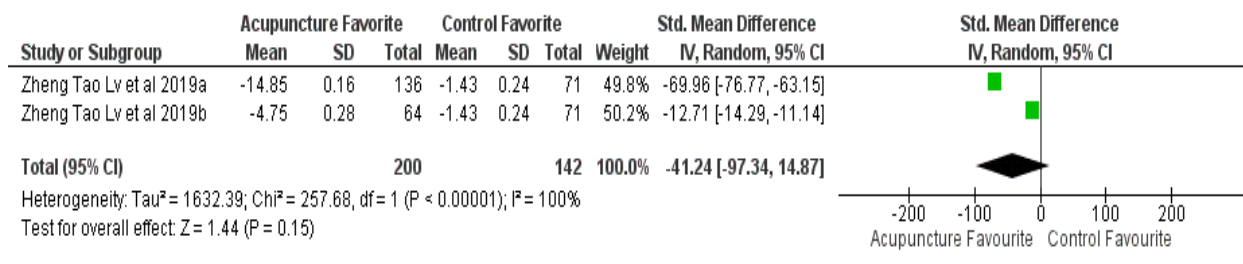 Acupuncture Favorite Control Favorite Std. Mean Difference Std. Mean Difference
Study or Subgroup Mean SD Total Mean SD Total Weight IV, Random, 95% CI IV, Random, 95% CI
Zheng Tao Lv et al 2019a -14.85 0.16 136 -1.43 0.24 71 49.8% -69.96 [-76.77, -63.15]
Zheng Tao Lv et al 2019b -4.75 0.28 64 -1.43 0.24 71 50.2% -12.71 [-14.29, -11.14]
Total (95% CI) 200 142 100.0% -41.24 [-97.34, 14.87]
Heterogeneity: Tau² = 1632.39; Chi² = 257.68, df = 1 (P < 0.00001); I² = 100%
Test for overall effect: Z = 1.44 (P = 0.15)
-200 -100 0 100 200
Acupuncture Favourite Control Favourite